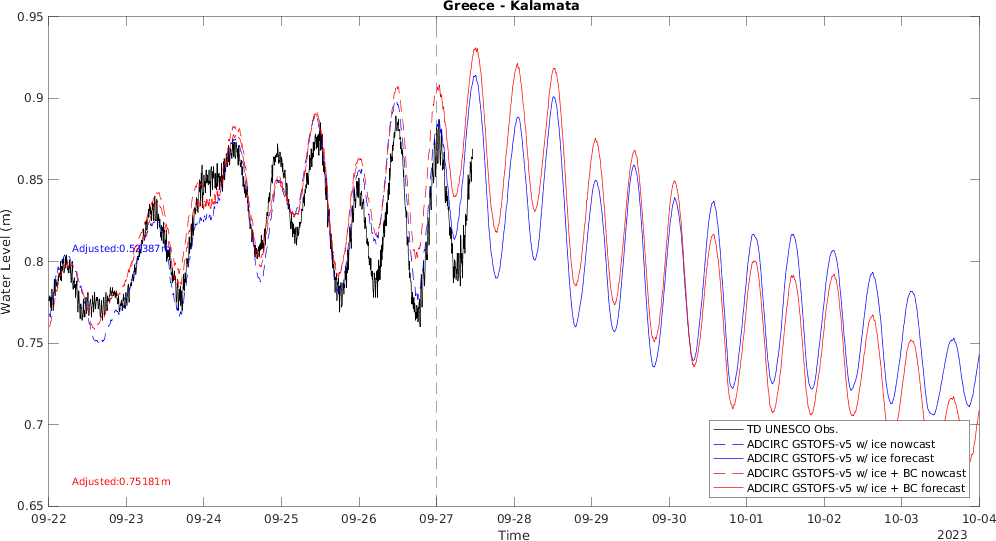 Greece - Kalamata
Water Level (m)
0.95
0.9
0.85
0.8
0.75
0.7
0.65
Adjusted:0.75181m
TD UNESCO Obs.
ADCIRC GSTOFS-v5 w/ ice nowcast
ADCIRC GSTOFS-v5 w/ ice forecast
ADCIRC GSTOFS-v5 w/ ice + BC nowcast
ADCIRC GSTOFS-v5 w/ ice + BC forecast
09-22 09-23 09-24 09-25 09-26 09-27 09-28 09-29 09-30 10-01 10-02 10-03 10-04
Time
2023